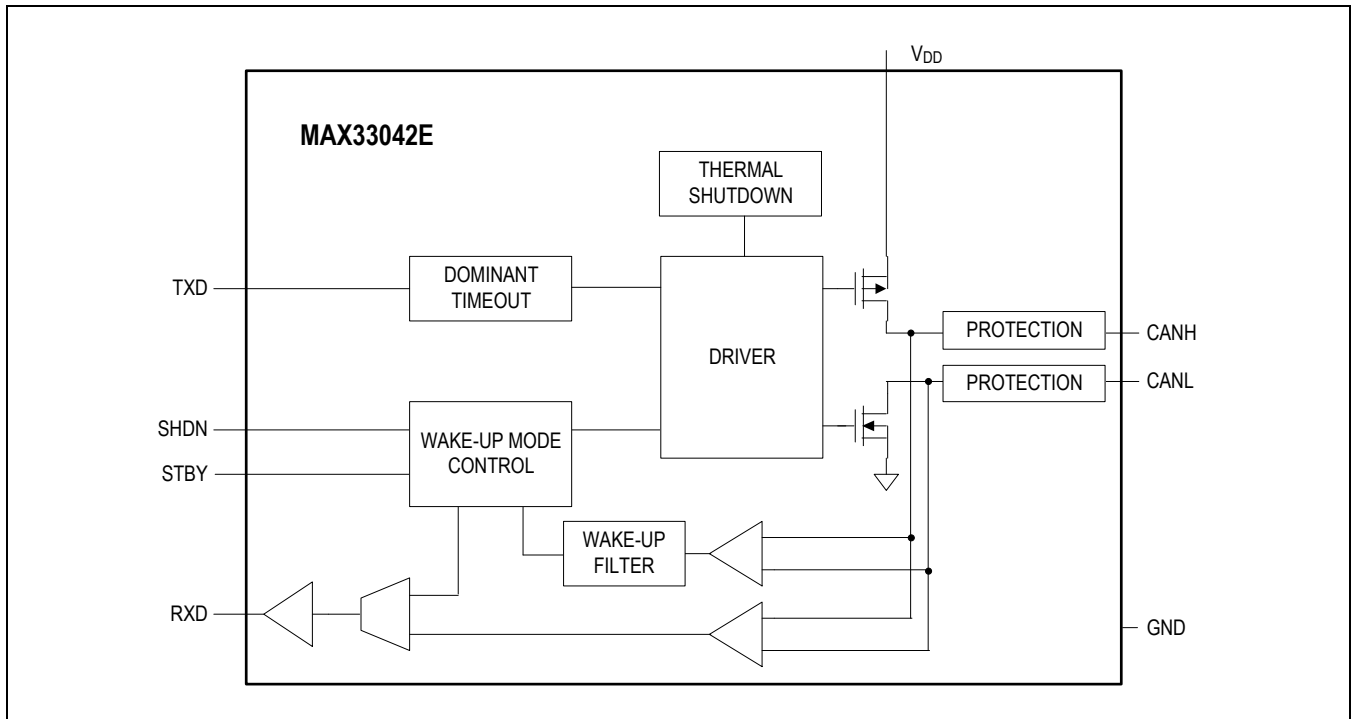 VDD
MAX33042E
THERMAL
SHUTDOWN
TXD
DOMINANT
TIMEOUT
DRIVER
PROTECTION
CANH
PROTECTION
CANL
SHDN
STBY
WAKE-UP MODE
CONTROL
WAKE-UP
FILTER
RXD
GND